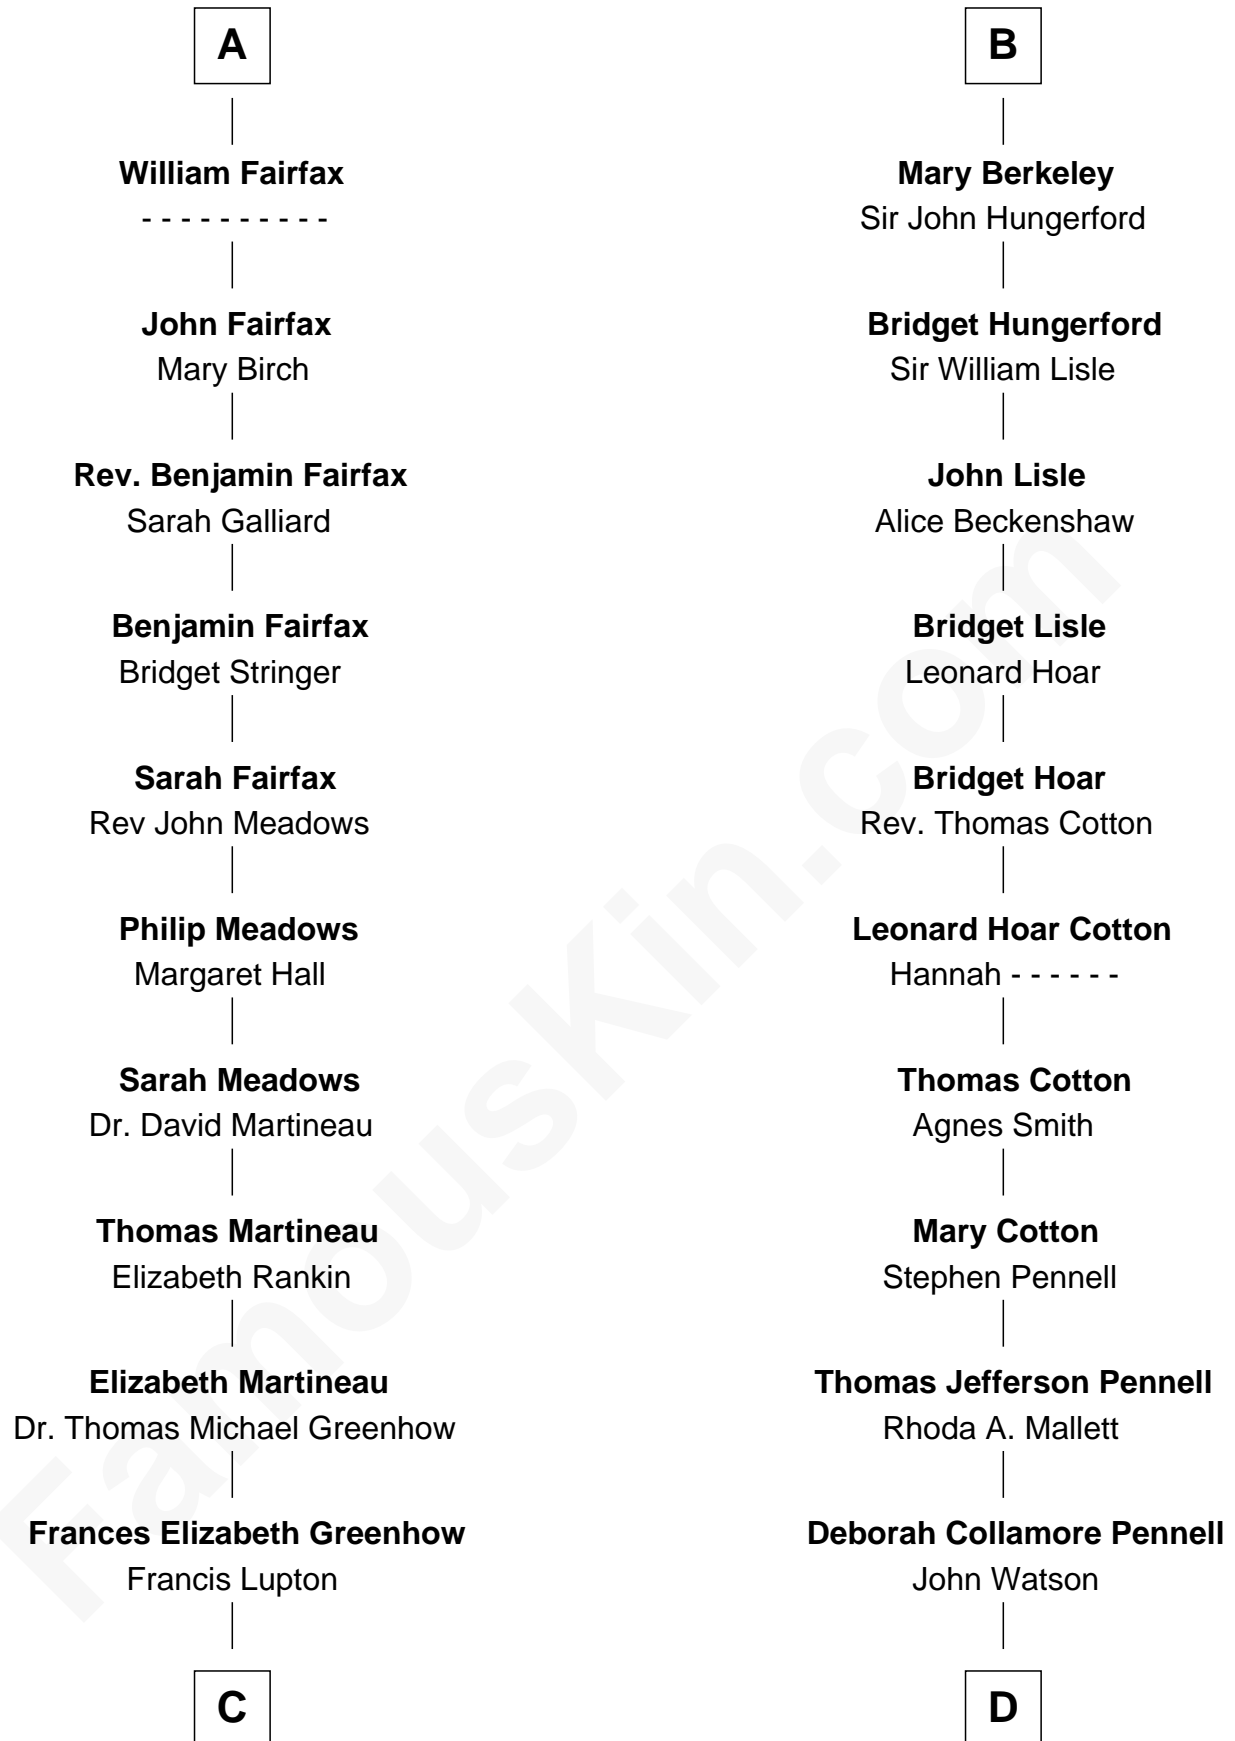 A
William Fairfax
- - - - - - - - - -
John Fairfax
Mary Birch
Rev. Benjamin Fairfax
Sarah Galliard
Benjamin Fairfax
Bridget Stringer
Sarah Fairfax
Rev John Meadows
Philip Meadows
Margaret Hall
Sarah Meadows
Dr. David Martineau
Thomas Martineau
Elizabeth Rankin
Elizabeth Martineau
Dr. Thomas Michael Greenhow
Frances Elizabeth Greenhow
Francis Lupton
C
B
Mary Berkeley
Sir John Hungerford
Bridget Hungerford
Sir William Lisle
John Lisle
Alice Beckenshaw
Bridget Lisle
Leonard Hoar
Bridget Hoar
Rev. Thomas Cotton
Leonard Hoar Cotton
Hannah - - - - - -
Thomas Cotton
Agnes Smith
Mary Cotton
Stephen Pennell
Thomas Jefferson Pennell
Rhoda A. Mallett
Deborah Collamore Pennell
John Watson
D
FamousKin.com